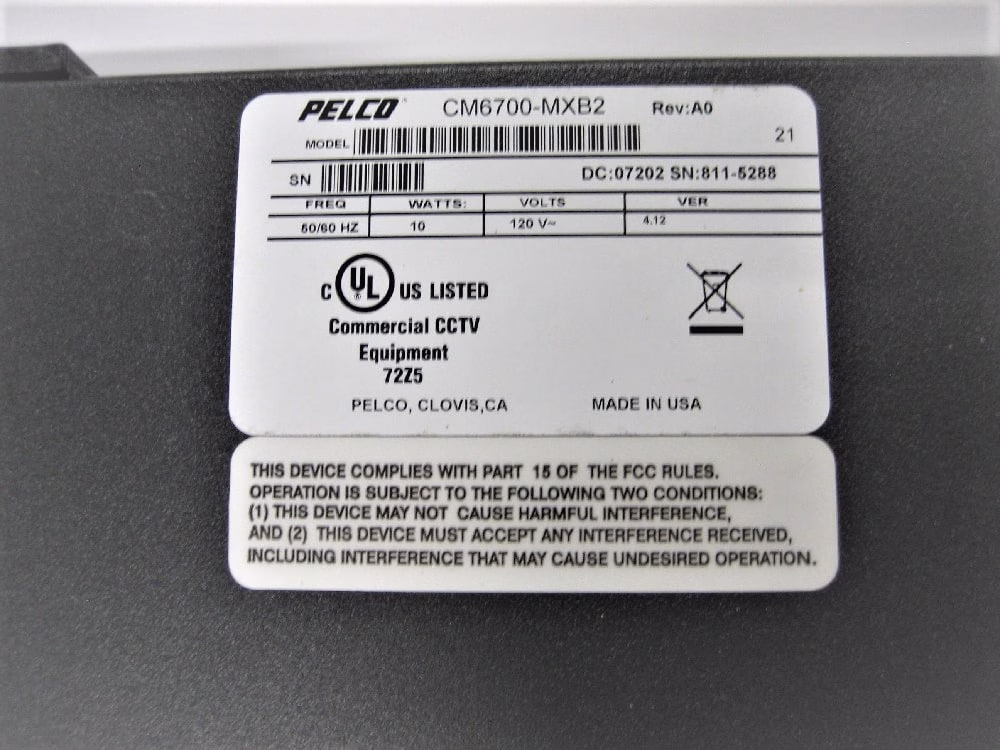 PELCO CM6700-MXB2 Rev:A0
MODEL 21
SN DC:07202 SN:811-5288
FREQ WATTS: VOLTS VER
50/60 HZ 10 120 V~ 4.12
C UL ® US LISTED
Commercial CCTV
Equipment
72Z5
PELCO, CLOVIS,CA MADE IN USA
THIS DEVICE COMPLIES WITH PART 15 OF THE FCC RULES.
OPERATION IS SUBJECT TO THE FOLLOWING TWO CONDITIONS:
(1) THIS DEVICE MAY NOT CAUSE HARMFUL INTERFERENCE,
AND (2) THIS DEVICE MUST ACCEPT ANY INTERFERENCE RECEIVED,
INCLUDING INTERFERENCE THAT MAY CAUSE UNDESIRED OPERATION.